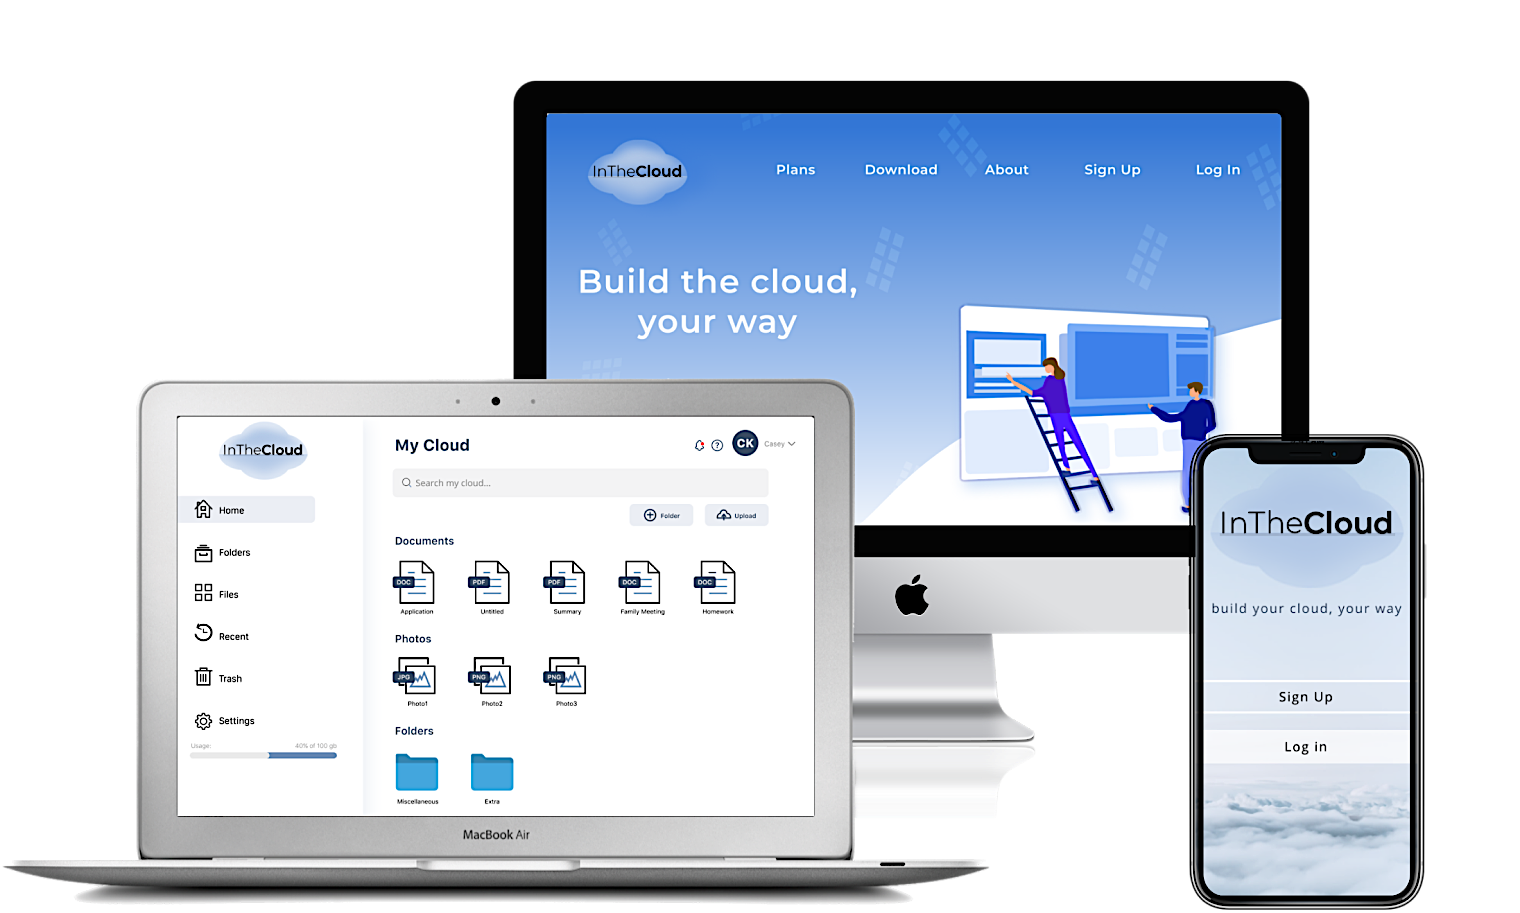 InTheCloud
Plans
Download
About
Sign Up
Log In
Build the cloud,
your way
InTheCloud
My Cloud
CK
Casey
Search my cloud...
Home
Folder
Upload
Folders
Files
Recent
Trash
Settings
Usage:
40% of 100 gb
Documents
DOC
PDF
PDF
DOC
DOC
Application
Untitled
Summary
Family Meeting
Homework
Photos
JPG
PNG
PNG
Photo1
Photo2
Photo3
Folders
Miscellaneous
Extra
MacBook Air
InTheCloud
build your cloud, your way
Sign Up
Log in